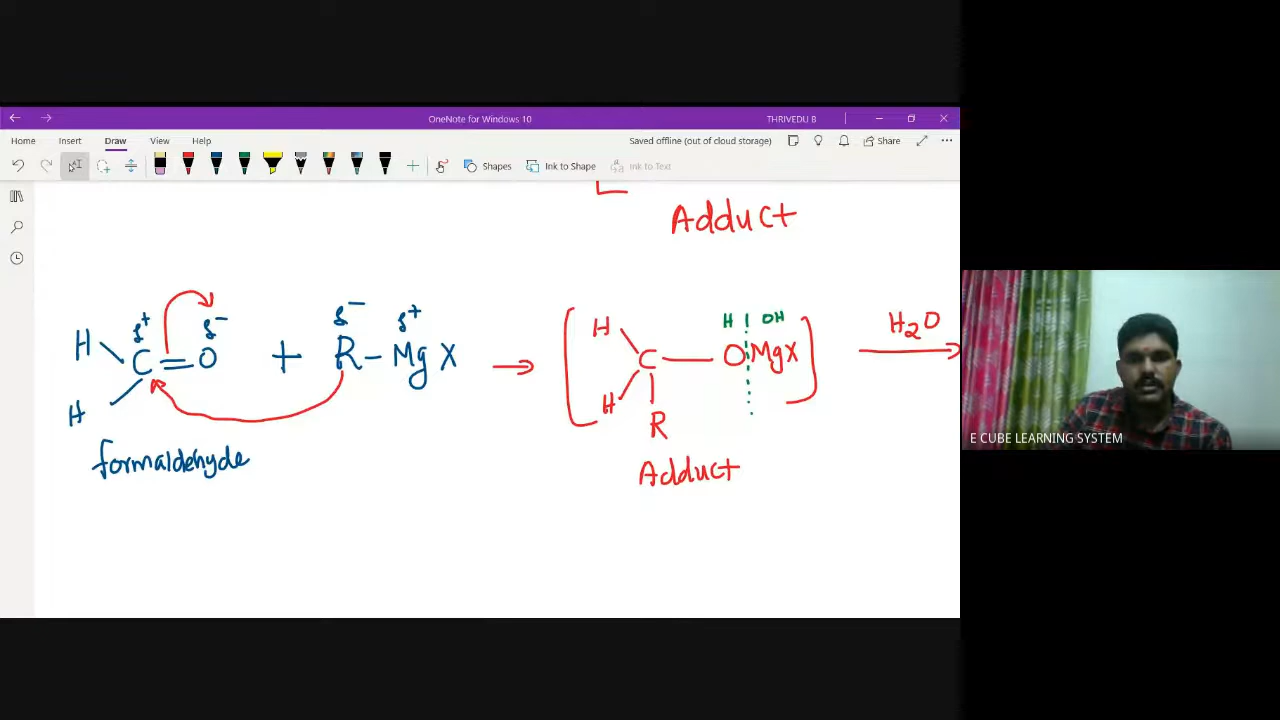 OneNote for Windows 10
THRIVEDU B
Home Insert Draw View Help
Saved offline (out of cloud storage)
Share
Shapes
Ink to Shape
Ink to Text
Adduct
δ+ δ-
δ- δ+
H
C=O + R-MgX →
H
formaldehyde
H
H OH
C—OMgX
H
R
Adduct
H2O
E CUBE LEARNING SYSTEM